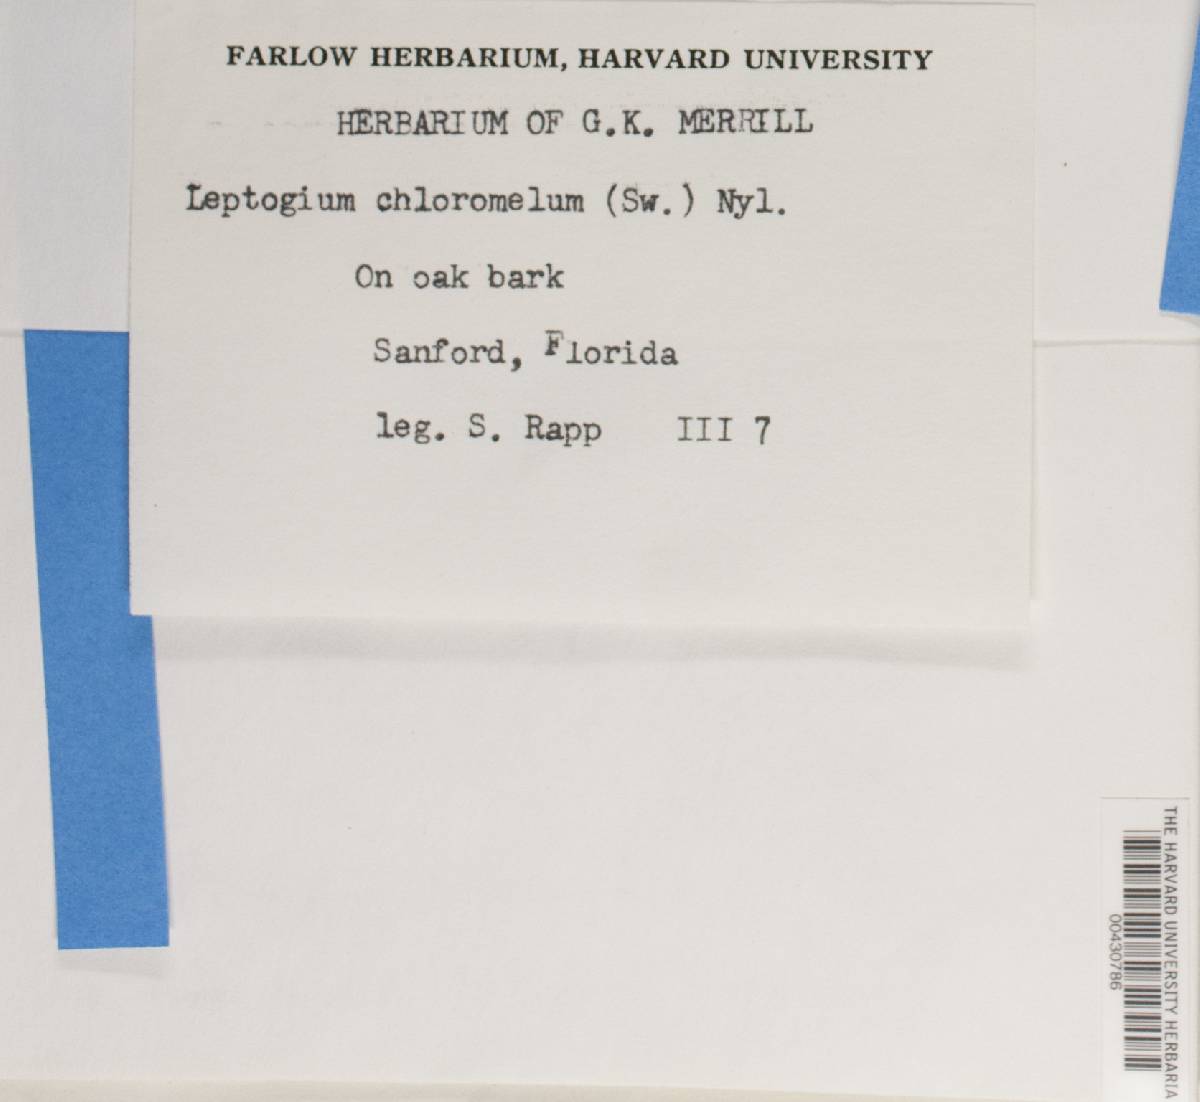 FARLOW HERBARIUM, HARVARD UNIVERSITY
HERBARIUM OF G.K. MERRILL
Leptogium chloromelum (Sw.) Nyl.
On oak bark
Sanford, Florida
leg. S. Rapp III 7
THE HARVARD UNIVERSITY HERBARIA
00430786